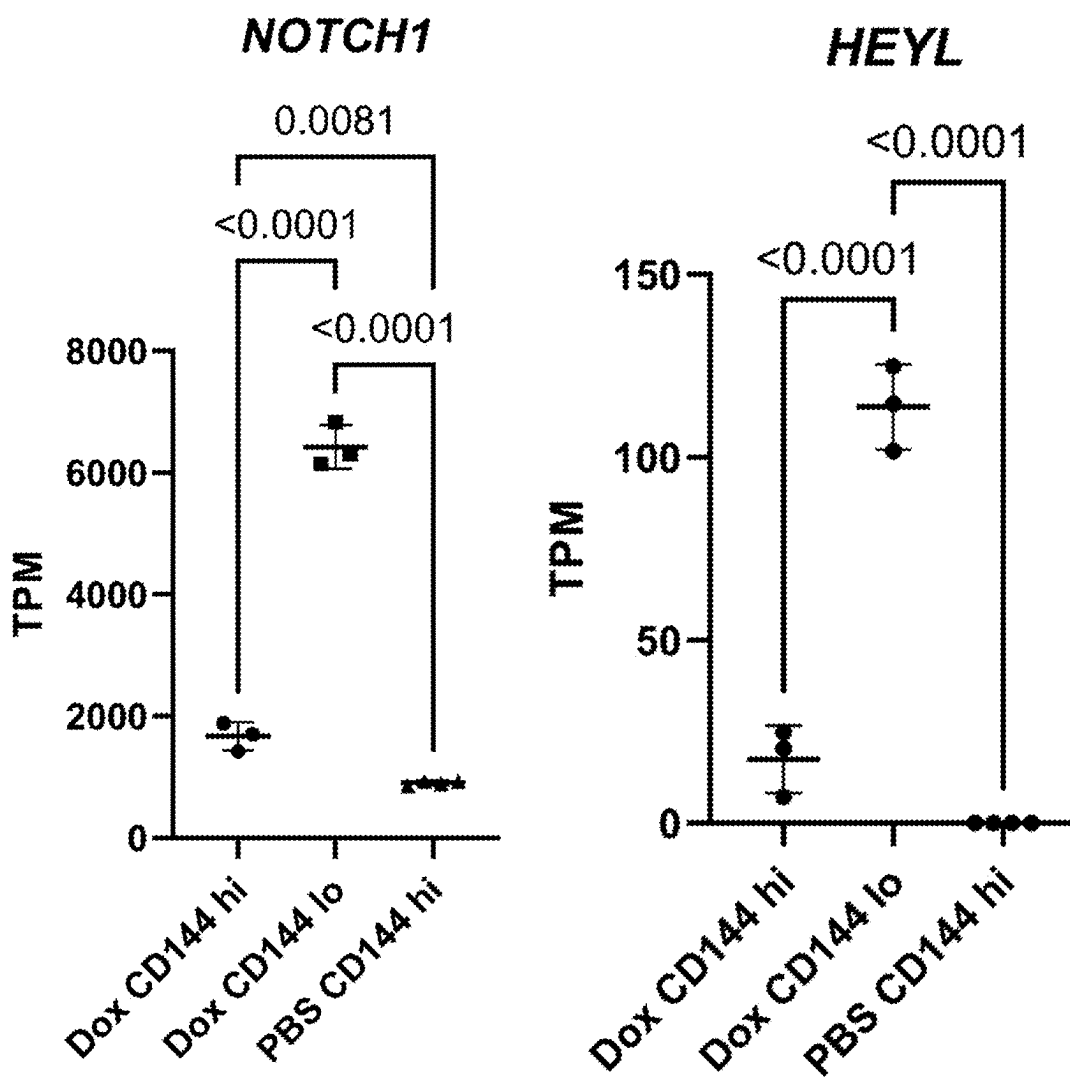 NOTCH1
0.0081
<0.0001
<0.0001
8000
6000
4000
2000
0
TPM
Dox CD144 hi
Dox CD144 lo
PBS CD144 hi
HEYL
<0.0001
<0.0001
150
100
50
0
TPM
Dox CD144 hi
Dox CD144 lo
PBS CD144 hi